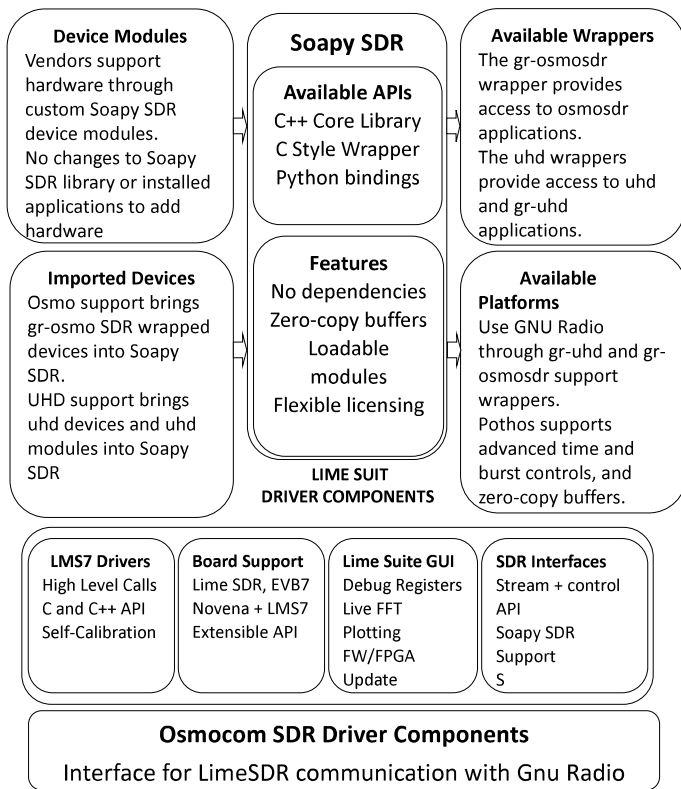 Device Modules
Vendors support
hardware through
custom Soapy SDR
device modules.
No changes to Soapy
SDR library or installed
applications to add
hardware
Soapy SDR
Available APIs
C++ Core Library
C Style Wrapper
Python bindings
Available Wrappers
The gr-osmosdr
wrapper provides
access to osmosdr
applications.
The uhd wrappers
provide access to uhd
and gr-uhd
applications.
Imported Devices
Osmo support brings
gr-osmo SDR wrapped
devices into Soapy
SDR.
UHD support brings
uhd devices and uhd
modules into Soapy
SDR
Features
No dependencies
Zero-copy buffers
Loadable
modules
Flexible licensing
Available
Platforms
Use GNU Radio
through gr-uhd and gr-
osmosdr support
wrappers.
Pothos supports
advanced time and
burst controls, and
zero-copy buffers.
LIME SUIT
DRIVER COMPONENTS
LMS7 Drivers
High Level Calls
C and C++ API
Self-Calibration
Board Support
Lime SDR, EVB7
Novena + LMS7
Extensible API
Lime Suite GUI
Debug Registers
Live FFT
Plotting
FW/FPGA
Update
SDR Interfaces
Stream + control
API
Soapy SDR
Support
S
Osmocom SDR Driver Components
Interface for LimeSDR communication with Gnu Radio